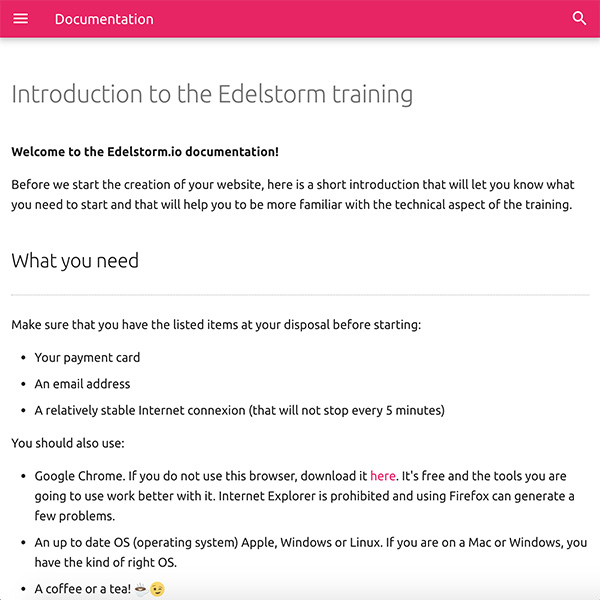 Documentation
Introduction to the Edelstorm training
Welcome to the Edelstorm.io documentation!
Before we start the creation of your website, here is a short introduction that will let you know what
you need to start and that will help you to be more familiar with the technical aspect of the training.
What you need
Make sure that you have the listed items at your disposal before starting:
• Your payment card
• An email address
• A relatively stable Internet connexion (that will not stop every 5 minutes)
You should also use:
• Google Chrome. If you do not use this browser, download it here. It's free and the tools you are
going to use work better with it. Internet Explorer is prohibited and using Firefox can generate a
few problems.
• An up to date OS (operating system) Apple, Windows or Linux. If you are on a Mac or Windows, you
have the kind of right OS.
• A coffee or a tea! ☕😉